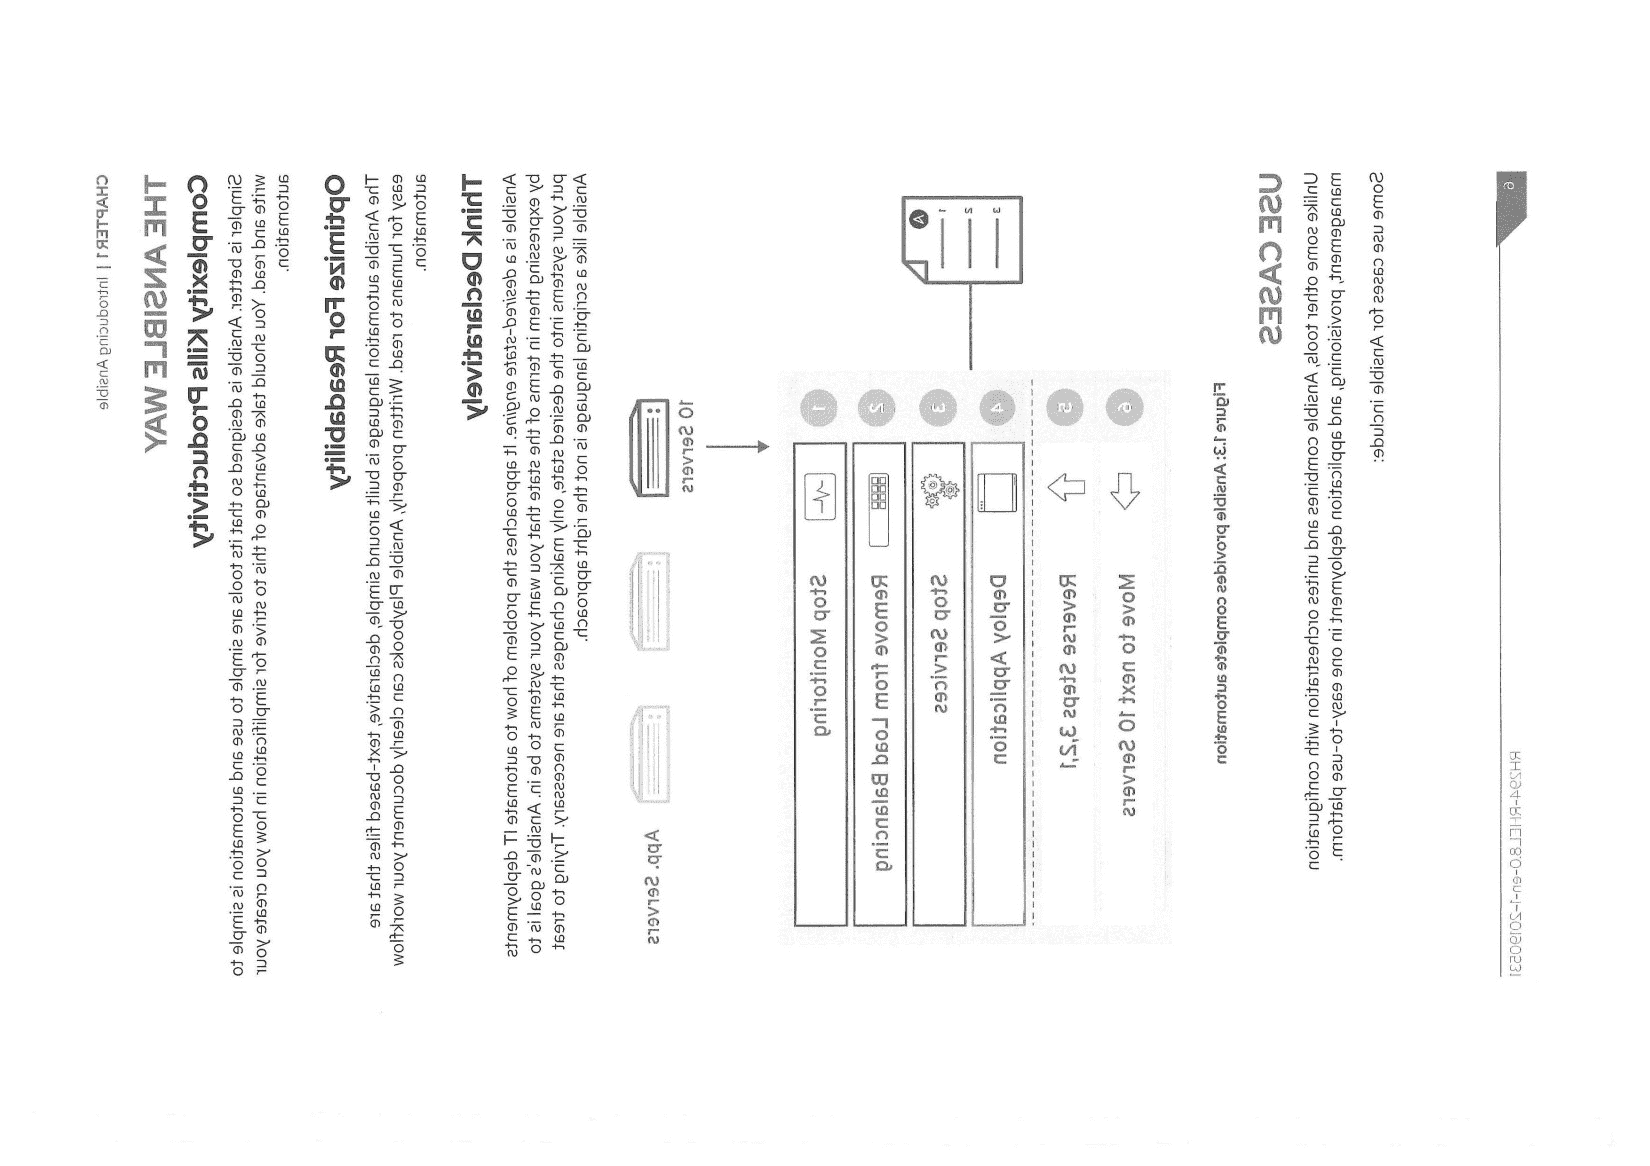 CHAPTER 1 | Introducing Ansible
THE ANSIBLE WAY
Complexity Kills Productivity
Simpler is better. Ansible is designed so that its tools are simple to use and automation is simple to
write and read. You should take advantage of this to strive for simplification in how you create your
automation.
Optimize For Readability
The Ansible automation language is built around simple, declarative, text-based files that are
easy for humans to read. Written properly, Ansible Playbooks can clearly document your workflow
automation.
Think Declaratively
Ansible is a desired-state engine. It approaches the problem of how to automate IT deployments
by expressing them in terms of the state that you want your systems to be in. Ansible's goal is to
put your systems into the desired state, only making changes that are necessary. Trying to treat
Ansible like a scripting language is not the right approach.
10 Servers
App. Servers
1 Stop Monitoring
2 Remove from Load Balancing
3 Stop Services
4 Deploy Application
5 Reverse Steps 3,2,1
6 Move to next 10 Servers
A
1
2
3
Figure 1.3: Ansible provides complete automation
USE CASES
Unlike some other tools, Ansible combines and unites orchestration with configuration
management, provisioning, and application deployment in one easy-to-use platform.
Some use cases for Ansible include:
6
RH294-RHEL8.0-en-1-20190531